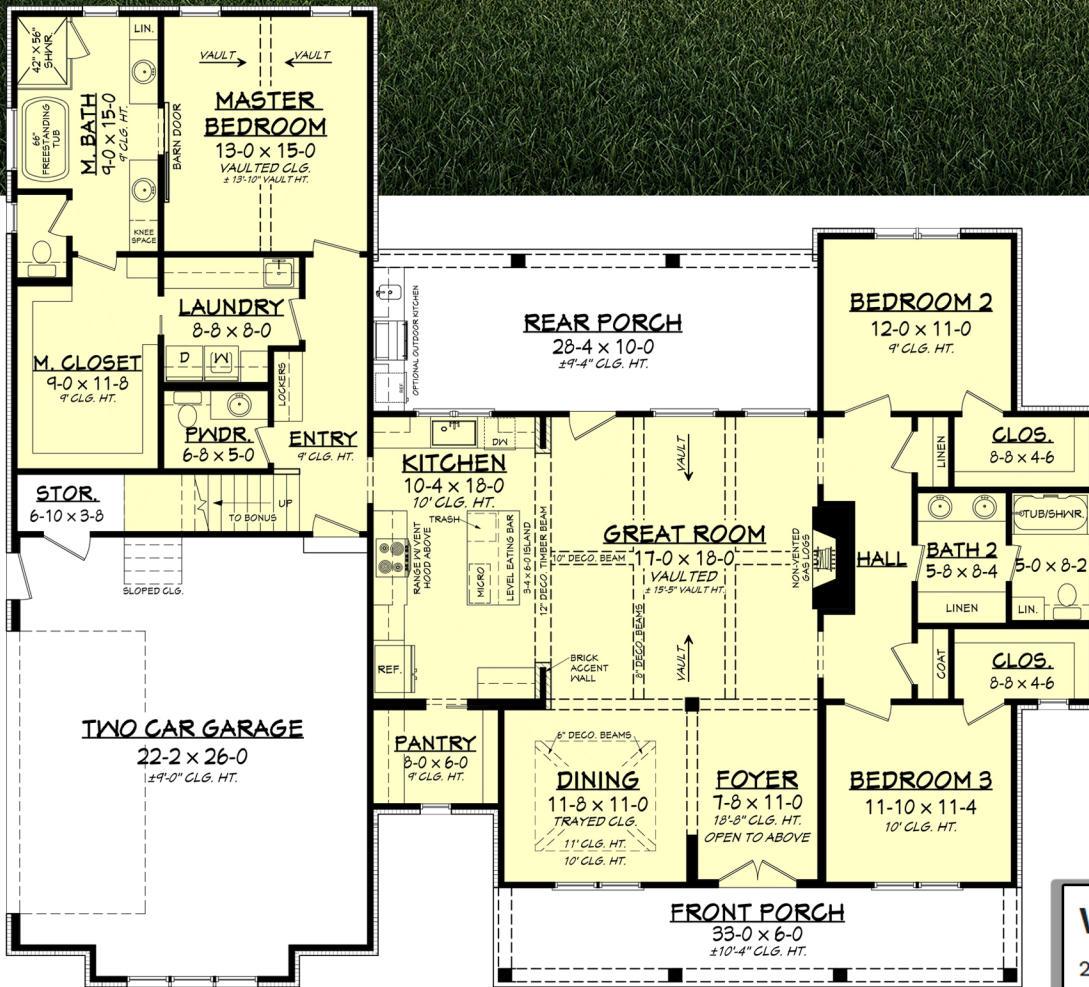 42" X 56"
SHWR.
LIN.
66"
FREESTANDING
TUB
M. BATH
9-0 x 15-0
9' CLG. HT.
KNEE
SPACE
BARN DOOR
VAULT
VAULT
MASTER
BEDROOM
13-0 x 15-0
VAULTED CLG.
± 13'-10" VAULT HT.
LAUNDRY
8-8 x 8-0
D
W
M. CLOSET
9-0 x 11-8
9' CLG. HT.
LOCKERS
PWDR.
6-8 x 5-0
ENTRY
9' CLG. HT.
STOR.
6-10 x 3-8
UP
TO BONUS
SLOPED CLG.
TWO CAR GARAGE
22-2 x 26-0
±9'-0" CLG. HT.
OPTIONAL OUTDOOR KITCHEN
REF.
REAR PORCH
28-4 x 10-0
±9'-4" CLG. HT.
DW
KITCHEN
10-4 x 18-0
10' CLG. HT.
TRASH
RANGE W/ VENT
HOOD ABOVE
MICRO
LEVEL EATING BAR
3-4 x 6-0 ISLAND
12" DECO. TIMBER BEAM
REF.
BRICK
ACCENT
WALL
PANTRY
8-0 x 6-0
9' CLG. HT.
VAULT
GREAT ROOM
10" DECO. BEAM
17-0 x 18-0
VAULTED
± 15'-5" VAULT HT.
8" DECO. BEAMS
VAULT
NON-VENTED
GAS LOGS
HALL
6" DECO. BEAMS
DINING
11-8 x 11-0
TRAYED CLG.
11' CLG. HT.
10' CLG. HT.
FOYER
7-8 x 11-0
18'-8" CLG. HT.
OPEN TO ABOVE
BEDROOM 2
12-0 x 11-0
9' CLG. HT.
LINEN
CLOS.
8-8 x 4-6
TUB/SHWR.
BATH 2
5-8 x 8-4
5-0 x 8-2
LINEN
LIN.
COAT
CLOS.
8-8 x 4-6
BEDROOM 3
11-10 x 11-4
10' CLG. HT.
FRONT PORCH
33-0 x 6-0
±10'-4" CLG. HT.